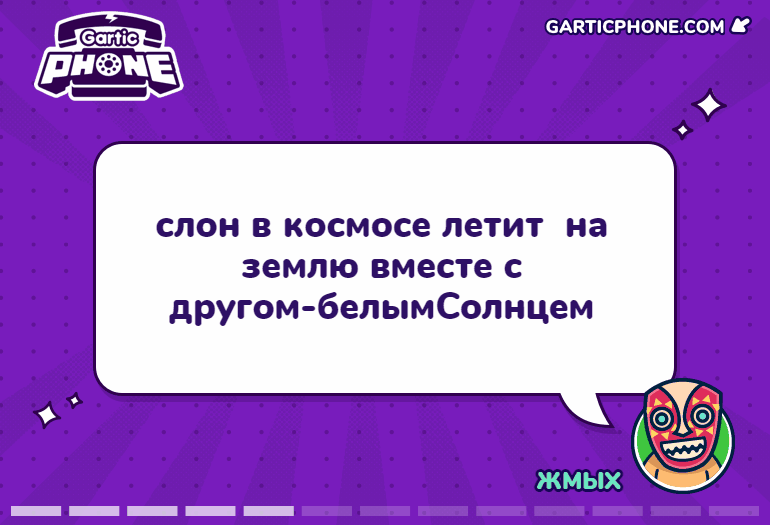 Gartic
PHONE
GARTICPHONE.COM
слон в космосе летит  на
землю вместе с
другом-белымСолнцем
жмых